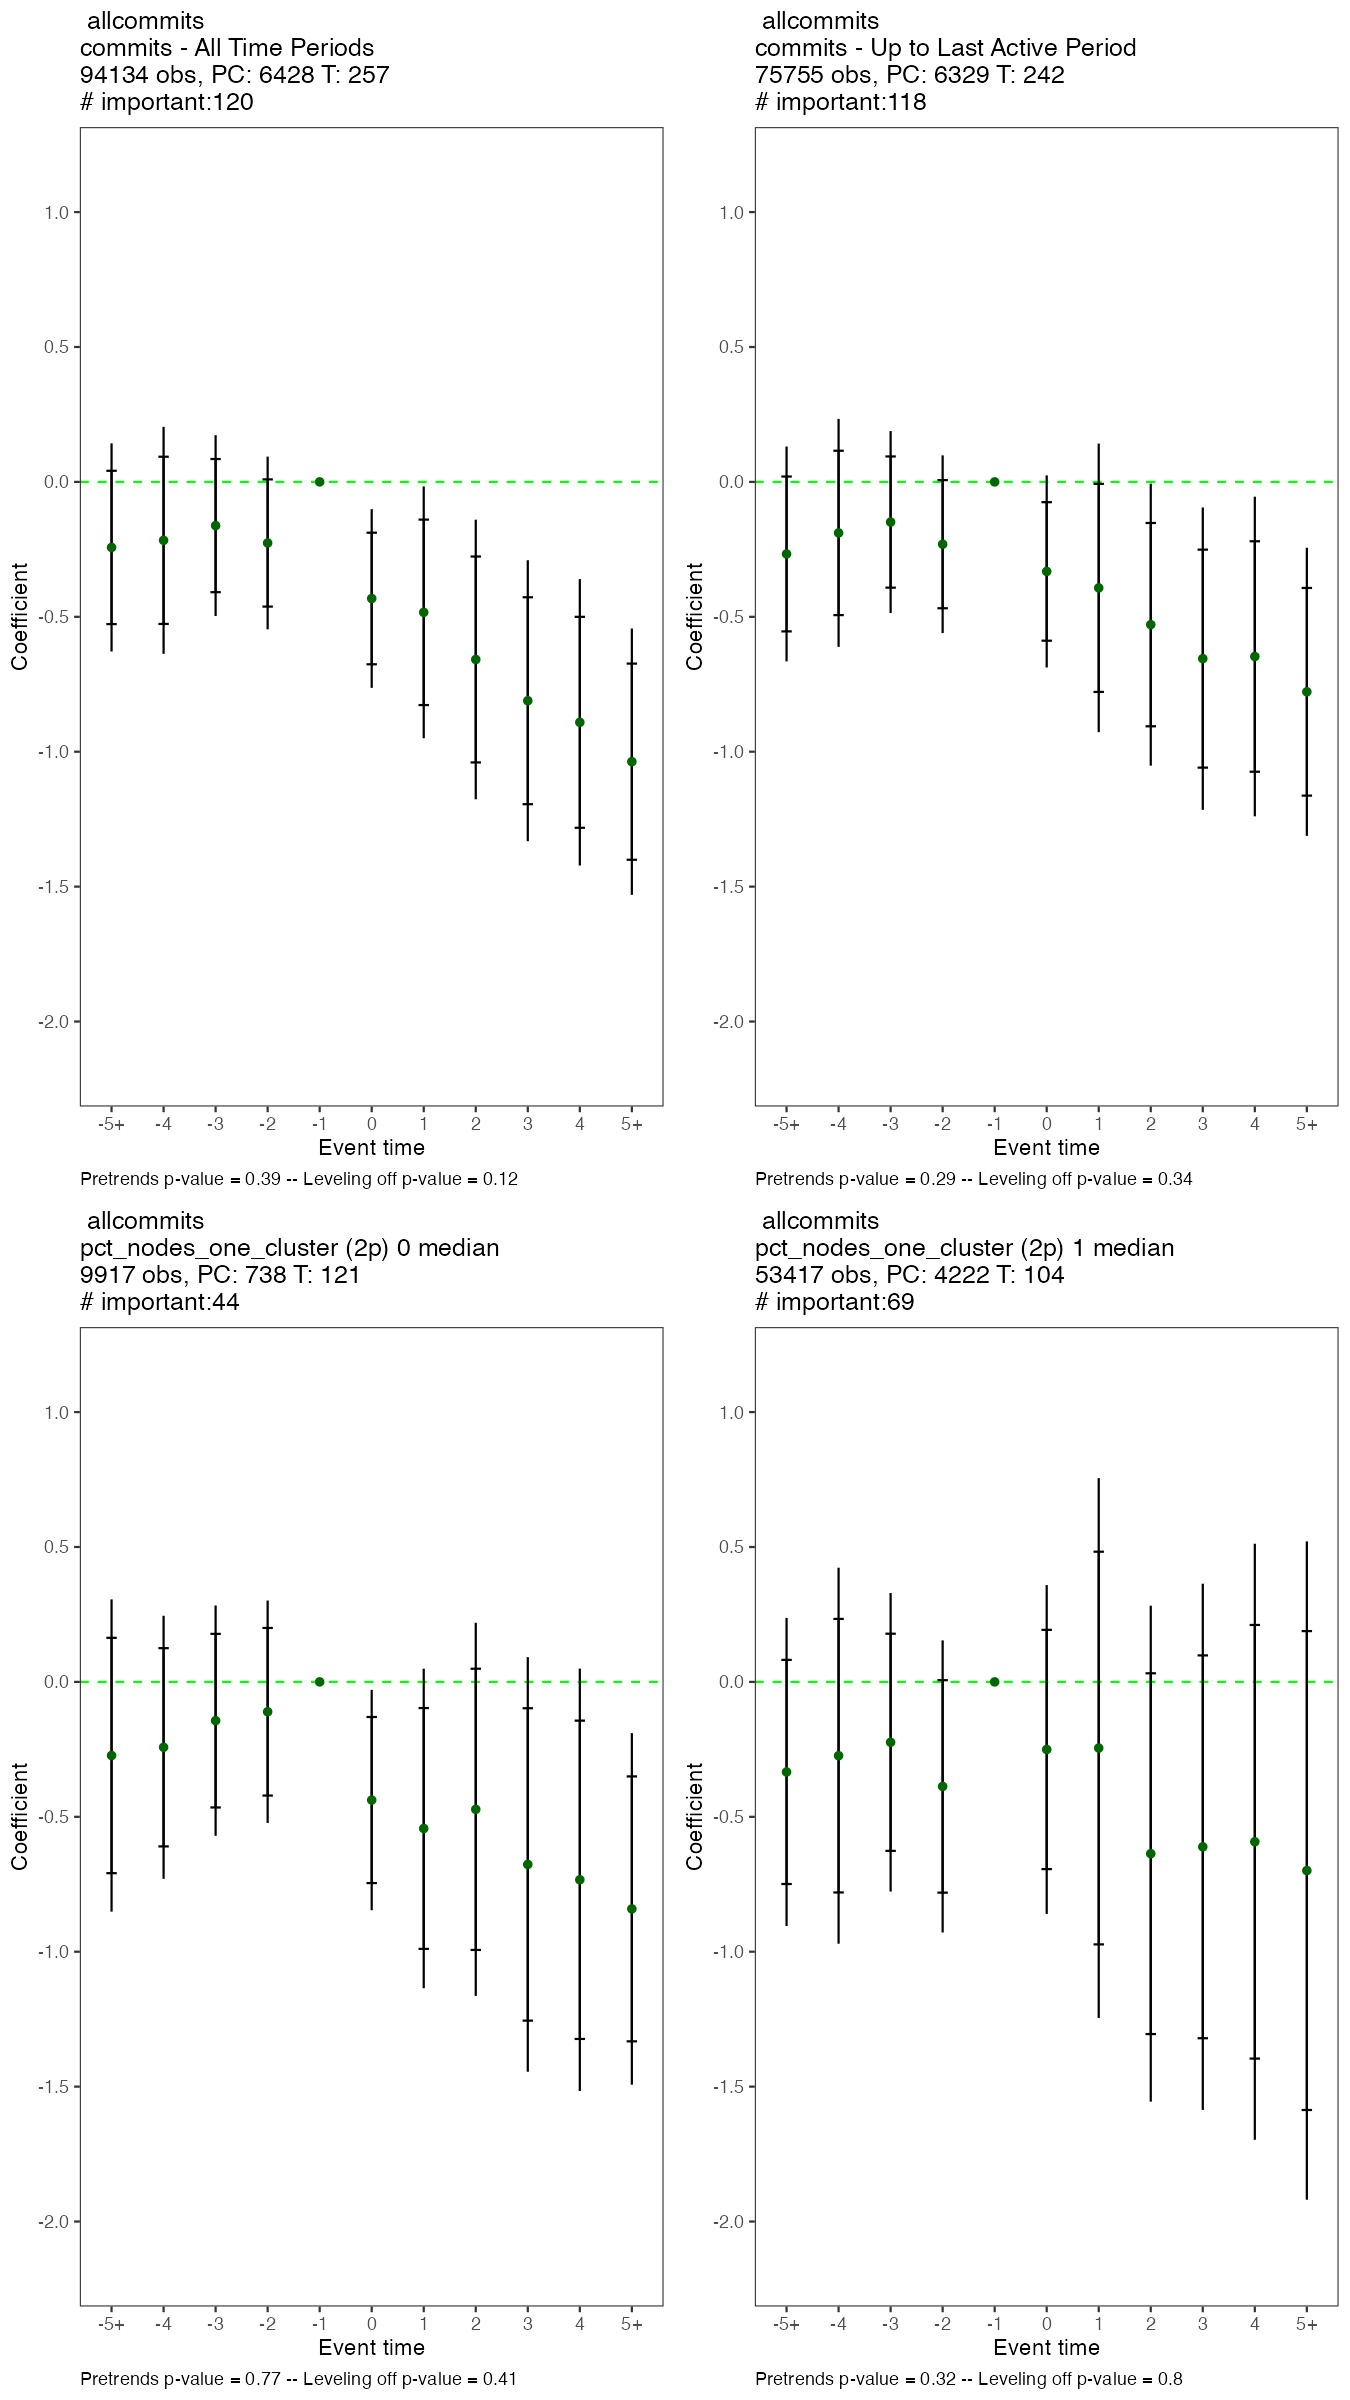 allcommits
commits - All Time Periods
94134 obs, PC: 6428 T: 257
# important:120
1.0
0.5
0.0
-0.5
-1.0
-1.5
-2.0
Coefficient
-5+ -4 -3 -2 -1 0 1 2 3 4 5+
Event time
Pretrends p-value = 0.39 -- Leveling off p-value = 0.12
allcommits
commits - Up to Last Active Period
75755 obs, PC: 6329 T: 242
# important:118
1.0
0.5
0.0
-0.5
-1.0
-1.5
-2.0
Coefficient
-5+ -4 -3 -2 -1 0 1 2 3 4 5+
Event time
Pretrends p-value = 0.29 -- Leveling off p-value = 0.34
allcommits
pct_nodes_one_cluster (2p) 0 median
9917 obs, PC: 738 T: 121
# important:44
1.0
0.5
0.0
-0.5
-1.0
-1.5
-2.0
Coefficient
-5+ -4 -3 -2 -1 0 1 2 3 4 5+
Event time
Pretrends p-value = 0.77 -- Leveling off p-value = 0.41
allcommits
pct_nodes_one_cluster (2p) 1 median
53417 obs, PC: 4222 T: 104
# important:69
1.0
0.5
0.0
-0.5
-1.0
-1.5
-2.0
Coefficient
-5+ -4 -3 -2 -1 0 1 2 3 4 5+
Event time
Pretrends p-value = 0.32 -- Leveling off p-value = 0.8